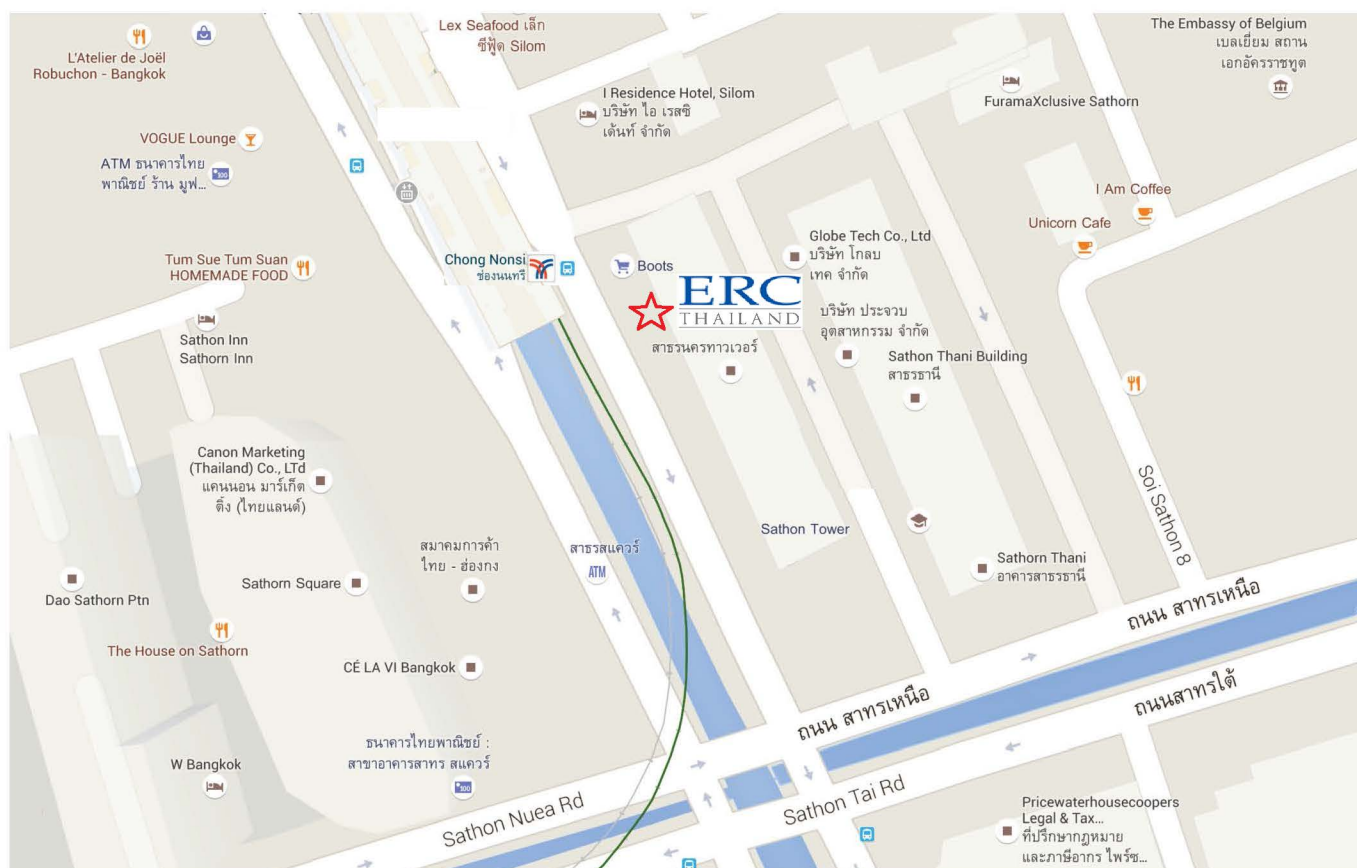 L'Atelier de Joël
Robuchon - Bangkok
Lex Seafood เล็ก
ซีฟู้ด Silom
The Embassy of Belgium
เบลเยี่ยม สถาน
เอกอัครราชทูต
I Residence Hotel, Silom
บริษัท ไอ เรสซิ
เด้นท์ จำกัด
FuramaXclusive Sathorn
VOGUE Lounge
ATM ธนาคารไทย
พาณิชย์ ร้าน มูฟ...
I Am Coffee
Unicorn Cafe
Tum Sue Tum Suan
HOMEMADE FOOD
Chong Nonsi
ช่องนนทรี
Boots
Globe Tech Co., Ltd
บริษัท โกลบ
เทค จำกัด
ERC
THAILAND
บริษัท ประจวบ
อุตสาหกรรม จำกัด
Sathon Inn
Sathorn Inn
สาธรนครทาวเวอร์
Sathon Thani Building
สาธรธานี
Canon Marketing
(Thailand) Co., LTd
แคนนอน มาร์เก็ต
ติ้ง (ไทยแลนด์)
Soi Sathon 8
Sathon Tower
สมาคมการค้า
ไทย - ฮ่องกง
สาธรสแควร์
ATM
Sathorn Thani
อาคารสาธรธานี
Dao Sathorn Ptn
Sathorn Square
ถนน สาทรเหนือ
The House on Sathorn
CÉ LA VI Bangkok
ถนน สาทรเหนือ
ถนนสาทรใต้
ธนาคารไทยพาณิชย์ :
สาขาอาคารสาทร สแควร์
W Bangkok
Sathon Nuea Rd
Sathon Tai Rd
Pricewaterhousecoopers
Legal & Tax...
ที่ปรึกษากฎหมาย
และภาษีอากร ไพร์ซ...